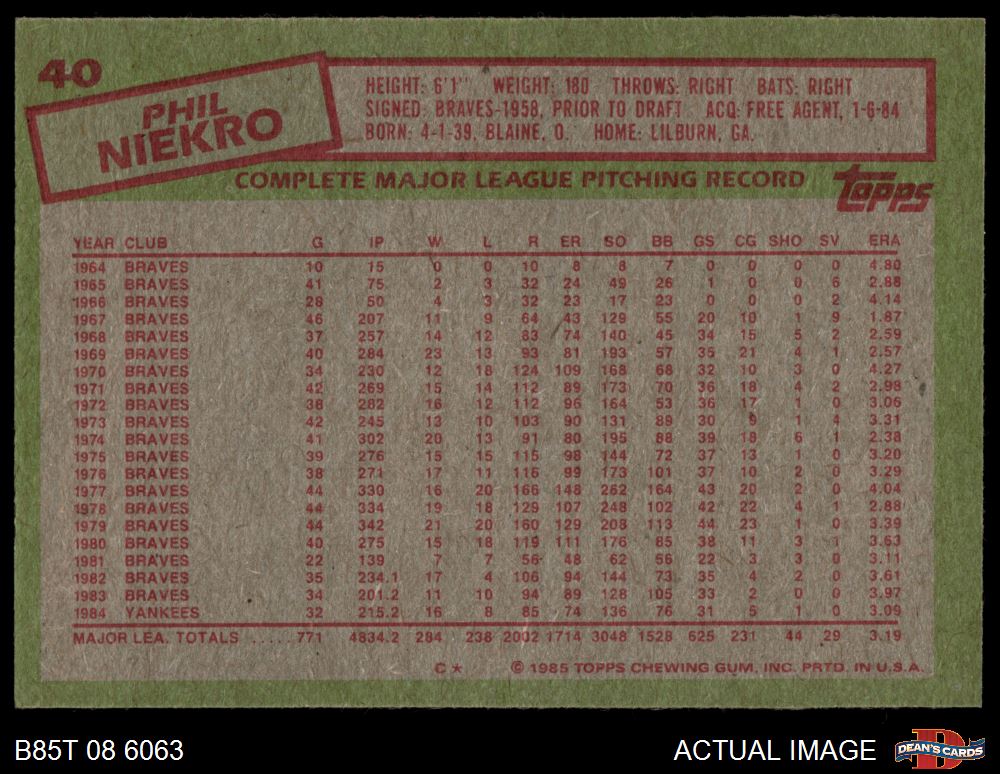 40
PHIL
NIEKRO
HEIGHT: 6'1" WEIGHT: 180 THROWS: RIGHT BATS: RIGHT
SIGNED: BRAVES-1958, PRIOR TO DRAFT ACQ: FREE AGENT, 1-6-84
BORN: 4-1-39, BLAINE, O. HOME: LILBURN, GA.
COMPLETE MAJOR LEAGUE PITCHING RECORD
topps
YEAR CLUB G IP W L R ER SO BB GS CG SHO SV ERA
1964 BRAVES 10 15 0 0 10 8 8 7 0 0 0 0 4.80
1965 BRAVES 41 75 2 3 32 24 49 26 1 0 0 6 2.88
1966 BRAVES 28 50 4 3 32 23 17 23 0 0 0 2 4.14
1967 BRAVES 46 207 11 9 64 43 129 55 20 10 1 9 1.87
1968 BRAVES 37 257 14 12 83 74 140 45 34 15 5 2 2.59
1969 BRAVES 40 284 23 13 93 81 193 57 35 21 4 1 2.57
1970 BRAVES 34 230 12 18 124 109 168 68 32 10 3 0 4.27
1971 BRAVES 42 269 15 14 112 89 173 70 36 18 4 2 2.98
1972 BRAVES 38 282 16 12 112 96 164 53 36 17 1 0 3.06
1973 BRAVES 42 245 13 10 103 90 131 89 30 9 1 4 3.31
1974 BRAVES 41 302 20 13 91 80 195 88 39 18 6 1 2.38
1975 BRAVES 39 276 15 15 115 98 144 72 37 13 1 0 3.20
1976 BRAVES 38 271 17 11 116 99 173 101 37 10 2 0 3.29
1977 BRAVES 44 330 16 20 166 148 262 164 43 20 2 0 4.04
1978 BRAVES 44 334 19 18 129 107 248 102 42 22 4 1 2.88
1979 BRAVES 44 342 21 20 160 129 208 113 44 23 1 0 3.39
1980 BRAVES 40 275 15 18 119 111 176 85 38 11 3 1 3.63
1981 BRAVES 22 139 7 7 56 48 62 56 22 3 3 0 3.11
1982 BRAVES 35 234.1 17 4 106 94 144 73 35 4 2 0 3.61
1983 BRAVES 34 201.2 11 10 94 89 128 105 33 2 0 0 3.97
1984 YANKEES 32 215.2 16 8 85 74 136 76 31 5 1 0 3.09
MAJOR LEA. TOTALS .....771 4834.2 284 238 2002 1714 3048 1528 625 231 44 29 3.19
C★ © 1985 TOPPS CHEWING GUM, INC. PRTD. IN U.S.A.
B85T 08 6063 ACTUAL IMAGE DEAN'S CARDS